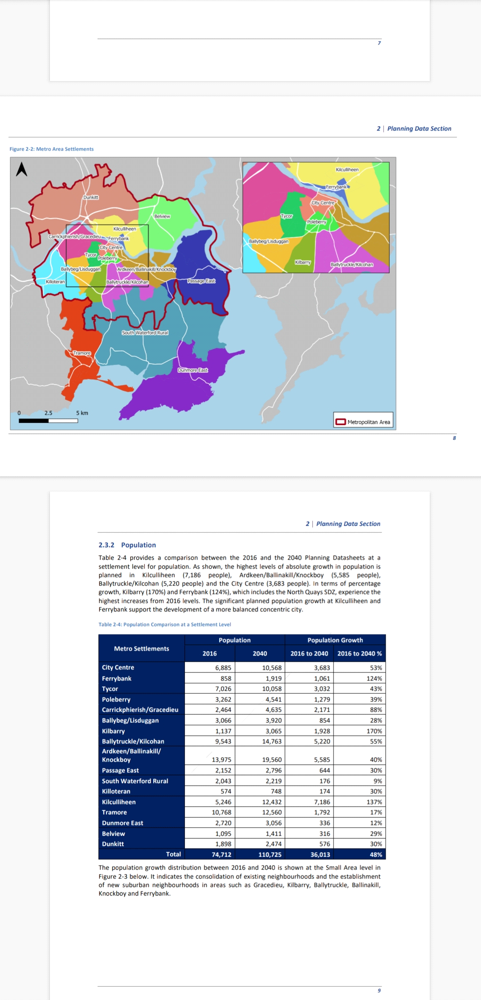 7
2 | Planning Data Section
Figure 2-2: Metro Area Settlements
Dunkitt
Belview
Kilculliheen
Carrickphierish/Gracedieu
Ferrybank
City Centre
Tycor
Poleberry
Ballybeg/Lisduggan
Ardkeen/Ballinakill/Knockboy
Killoteran
Ballytruckle/Kilcohan
Passage East
South Waterford Rural
Tramore
Dunmore East
0 2.5 5 km
Kilculliheen
Ferrybank
City Centre
Tycor
Poleberry
Ballybeg/Lisduggan
Kilbarry
Ballytruckle/Kilcohan
Metropolitan Area
8
2 | Planning Data Section
2.3.2 Population
Table 2-4 provides a comparison between the 2016 and the 2040 Planning Datasheets at a
settlement level for population. As shown, the highest levels of absolute growth in population is
planned in Kilculliheen (7,186 people), Ardkeen/Ballinakill/Knockboy (5,585 people),
Ballytruckle/Kilcohan (5,220 people) and the City Centre (3,683 people). In terms of percentage
growth, Kilbarry (170%) and Ferrybank (124%), which includes the North Quays SDZ, experience the
highest increases from 2016 levels. The significant planned population growth at Kilculliheen and
Ferrybank support the development of a more balanced concentric city.
Table 2-4: Population Comparison at a Settlement Level
Metro Settlements Population Population Growth
2016 2040 2016 to 2040 2016 to 2040 %
City Centre 6,885 10,568 3,683 53%
Ferrybank 858 1,919 1,061 124%
Tycor 7,026 10,058 3,032 43%
Poleberry 3,262 4,541 1,279 39%
Carrickphierish/Gracedieu 2,464 4,635 2,171 88%
Ballybeg/Lisduggan 3,066 3,920 854 28%
Kilbarry 1,137 3,065 1,928 170%
Ballytruckle/Kilcohan 9,543 14,763 5,220 55%
Ardkeen/Ballinakill/
Knockboy 13,975 19,560 5,585 40%
Passage East 2,152 2,796 644 30%
South Waterford Rural 2,043 2,219 176 9%
Killoteran 574 748 174 30%
Kilculliheen 5,246 12,432 7,186 137%
Tramore 10,768 12,560 1,792 17%
Dunmore East 2,720 3,056 336 12%
Belview 1,095 1,411 316 29%
Dunkitt 1,898 2,474 576 30%
Total 74,712 110,725 36,013 48%
The population growth distribution between 2016 and 2040 is shown at the Small Area level in
Figure 2-3 below. It indicates the consolidation of existing neighbourhoods and the establishment
of new suburban neighbourhoods in areas such as Gracedieu, Kilbarry, Ballytruckle, Ballinakill,
Knockboy and Ferrybank.
9